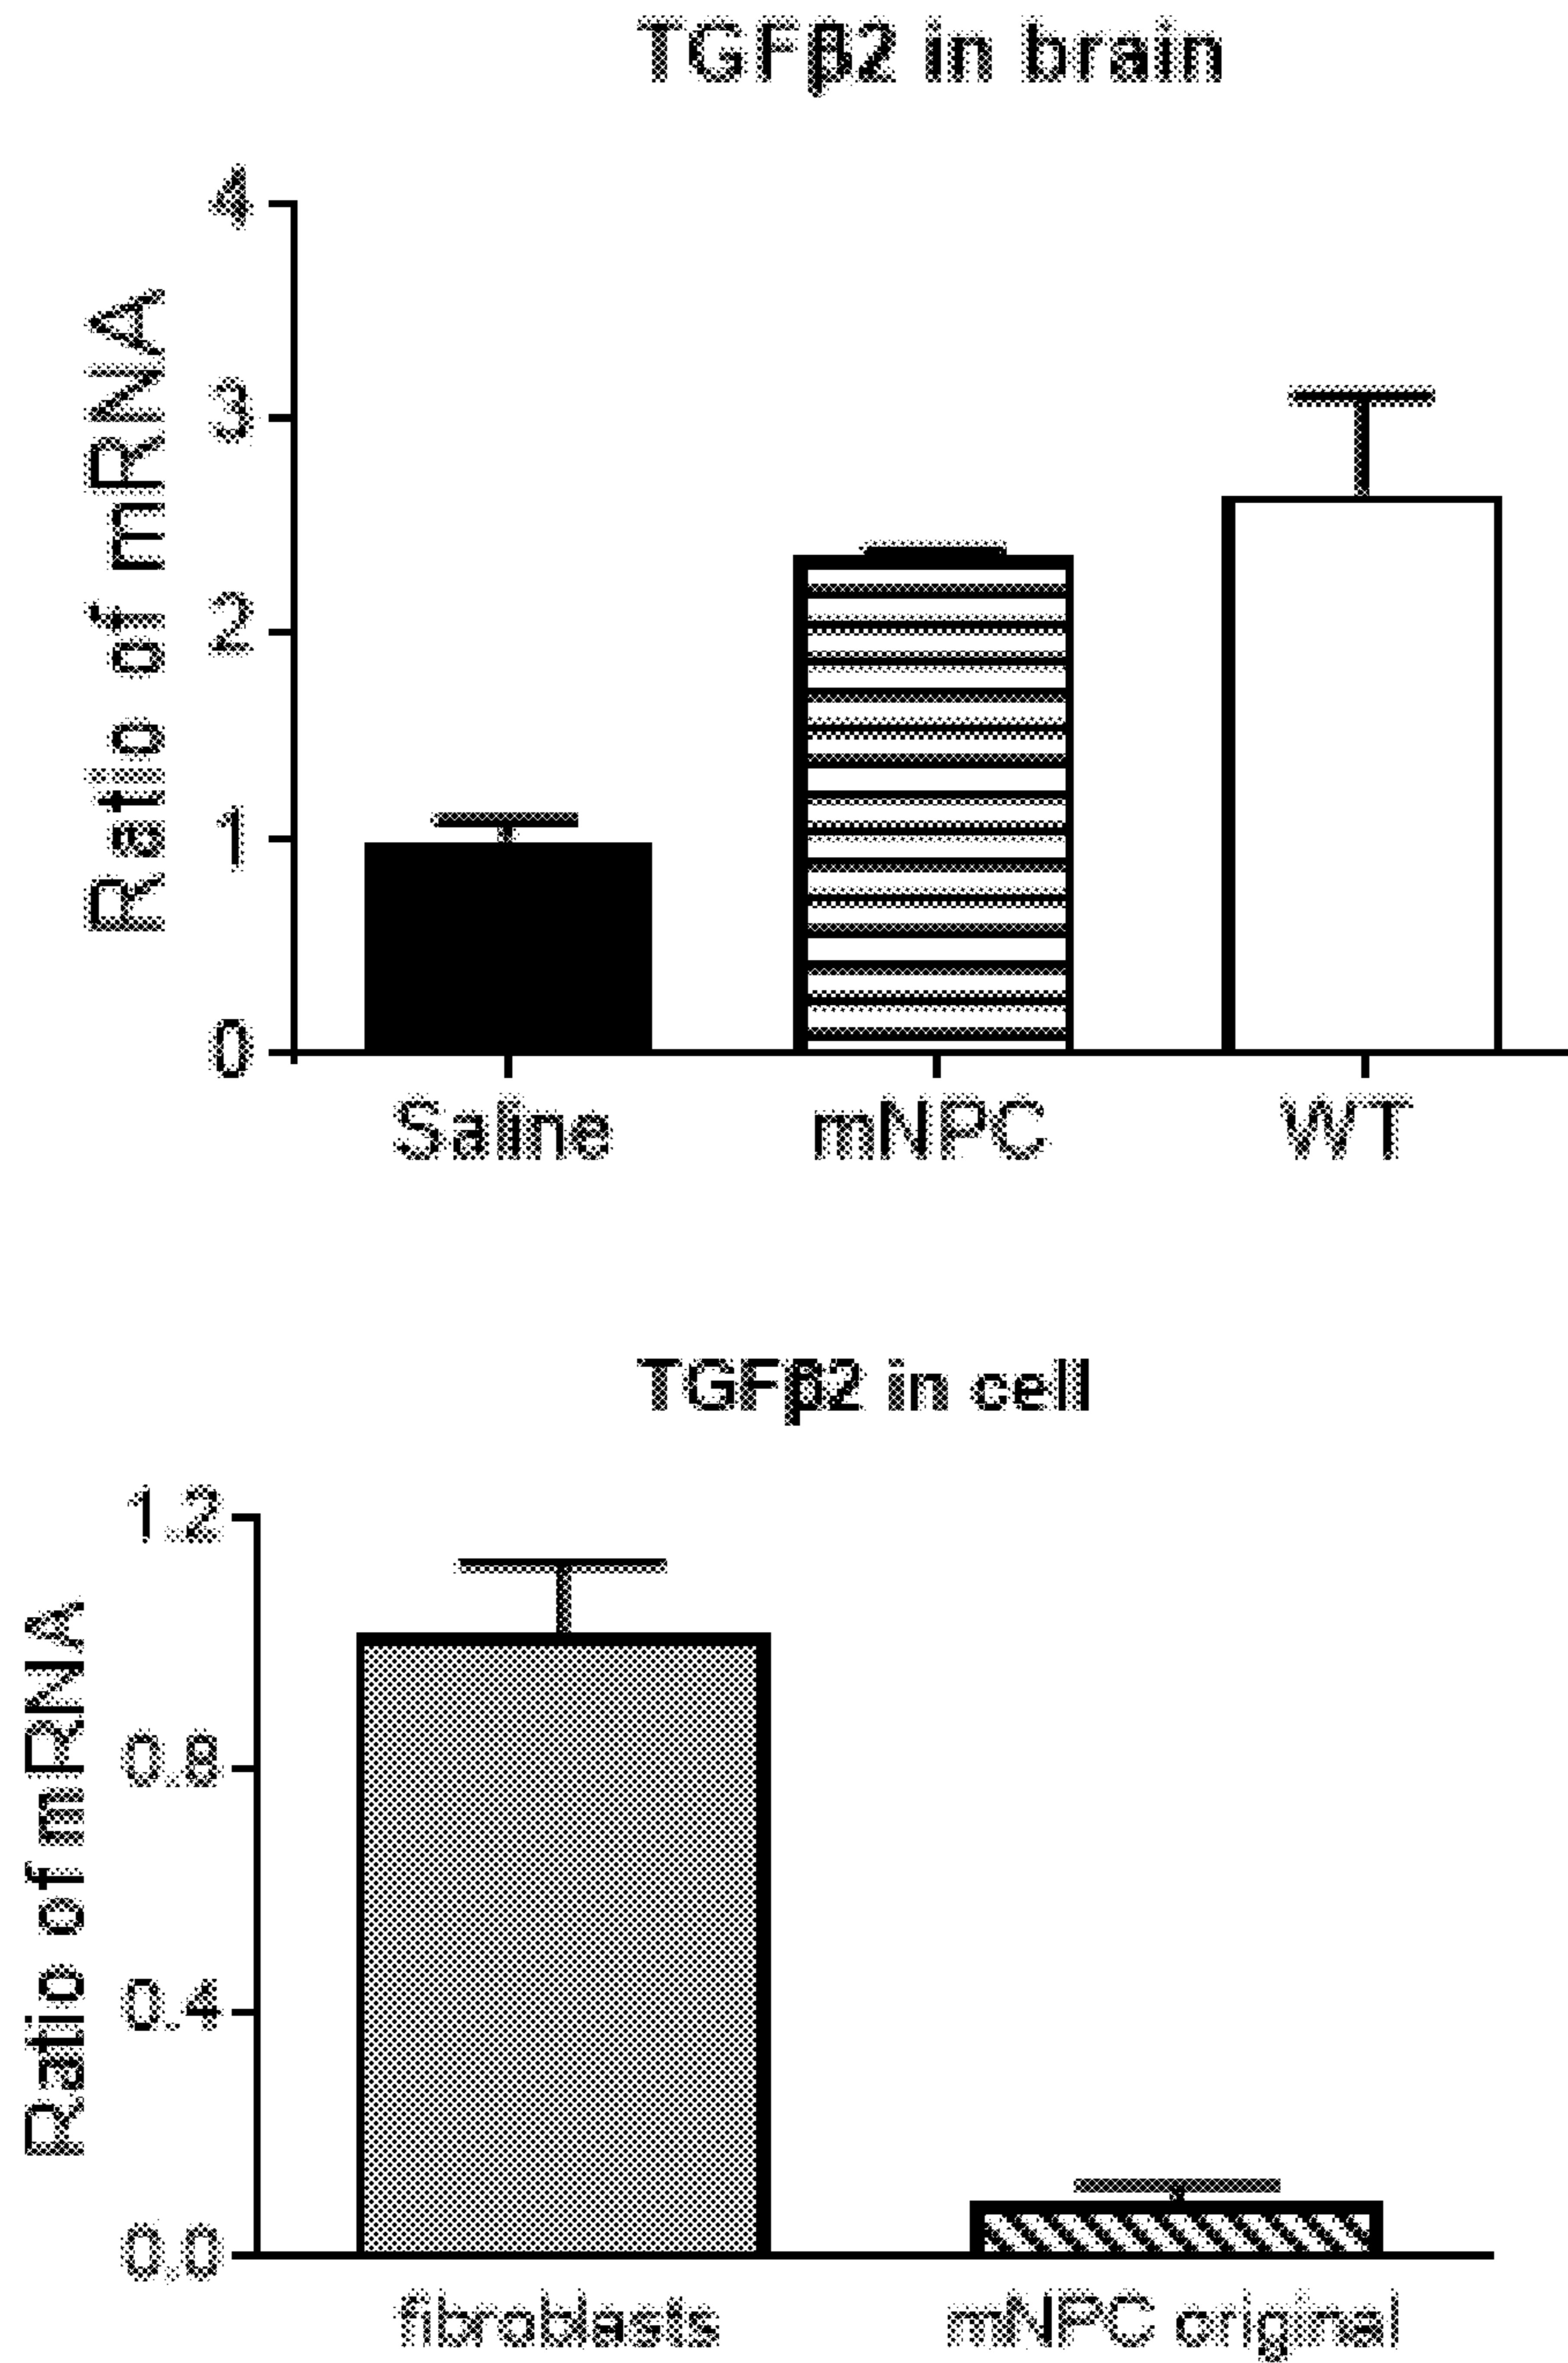 TGFβ2 in brain
Ratio of mRNA
4
3
2
1
0
Saline mNPC WT
TGFβ2 in cell
Ratio of mRNA
1.2
0.8
0.4
0.0
fibroblasts mNPC original